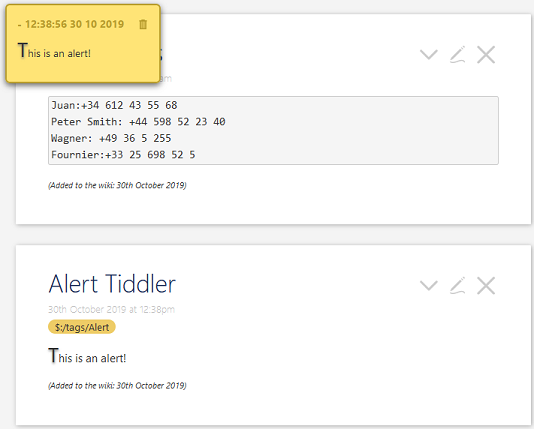 - 12:38:56 30 10 2019
This is an alert!
am
Juan:+34 612 43 55 68
Peter Smith: +44 598 52 23 40
Wagner: +49 36 5 255
Fournier:+33 25 698 52 5
(Added to the wiki: 30th October 2019)
Alert Tiddler
30th October 2019 at 12:38pm
$:/tags/Alert
This is an alert!
(Added to the wiki: 30th October 2019)